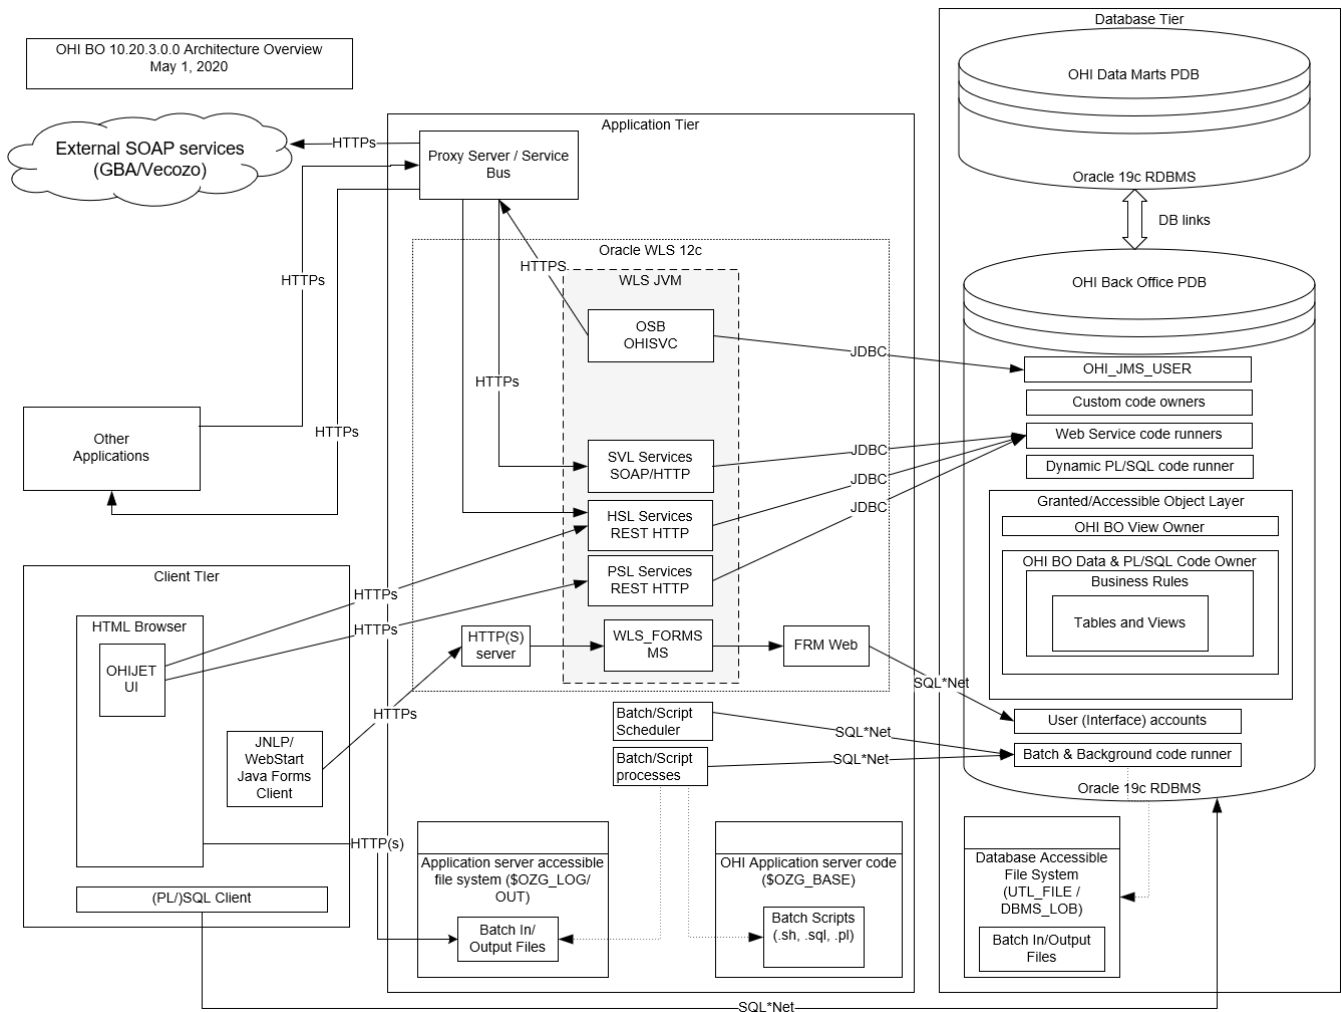 OHI BO 10.20.3.0.0 Architecture Overview
May 1, 2020
External SOAP services
(GBA/Vecozo)
HTTPs
HTTPs
HTTPs
Other
Applications
Application Tier
Proxy Server / Service
Bus
Oracle WLS 12c
HTTPS
WLS JVM
OSB
OHISVC
HTTPs
SVL Services
SOAP/HTTP
HSL Services
REST HTTP
PSL Services
REST HTTP
HTTP(S)
server
WLS_FORMS
MS
FRM Web
JDBC
JDBC
JDBC
JDBC
SQL*Net
Batch/Script
Scheduler
SQL*Net
Batch/Script
processes
SQL*Net
Application server accessible
file system ($OZG_LOG/
OUT)
Batch In/
Output Files
OHI Application server code
($OZG_BASE)
Batch Scripts
(.sh, .sql, .pl)
Client TIer
HTML Browser
OHIJET
UI
HTTPs
HTTPs
JNLP/
WebStart
Java Forms
Client
HTTPs
HTTP(s)
(PL/)SQL Client
SQL*Net
Database Tier
OHI Data Marts PDB
Oracle 19c RDBMS
DB links
OHI Back Office PDB
OHI_JMS_USER
Custom code owners
Web Service code runners
Dynamic PL/SQL code runner
Granted/Accessible Object Layer
OHI BO View Owner
OHI BO Data & PL/SQL Code Owner
Business Rules
Tables and Views
User (Interface) accounts
Batch & Background code runner
Oracle 19c RDBMS
Database Accessible
File System
(UTL_FILE /
DBMS_LOB)
Batch In/Output
Files